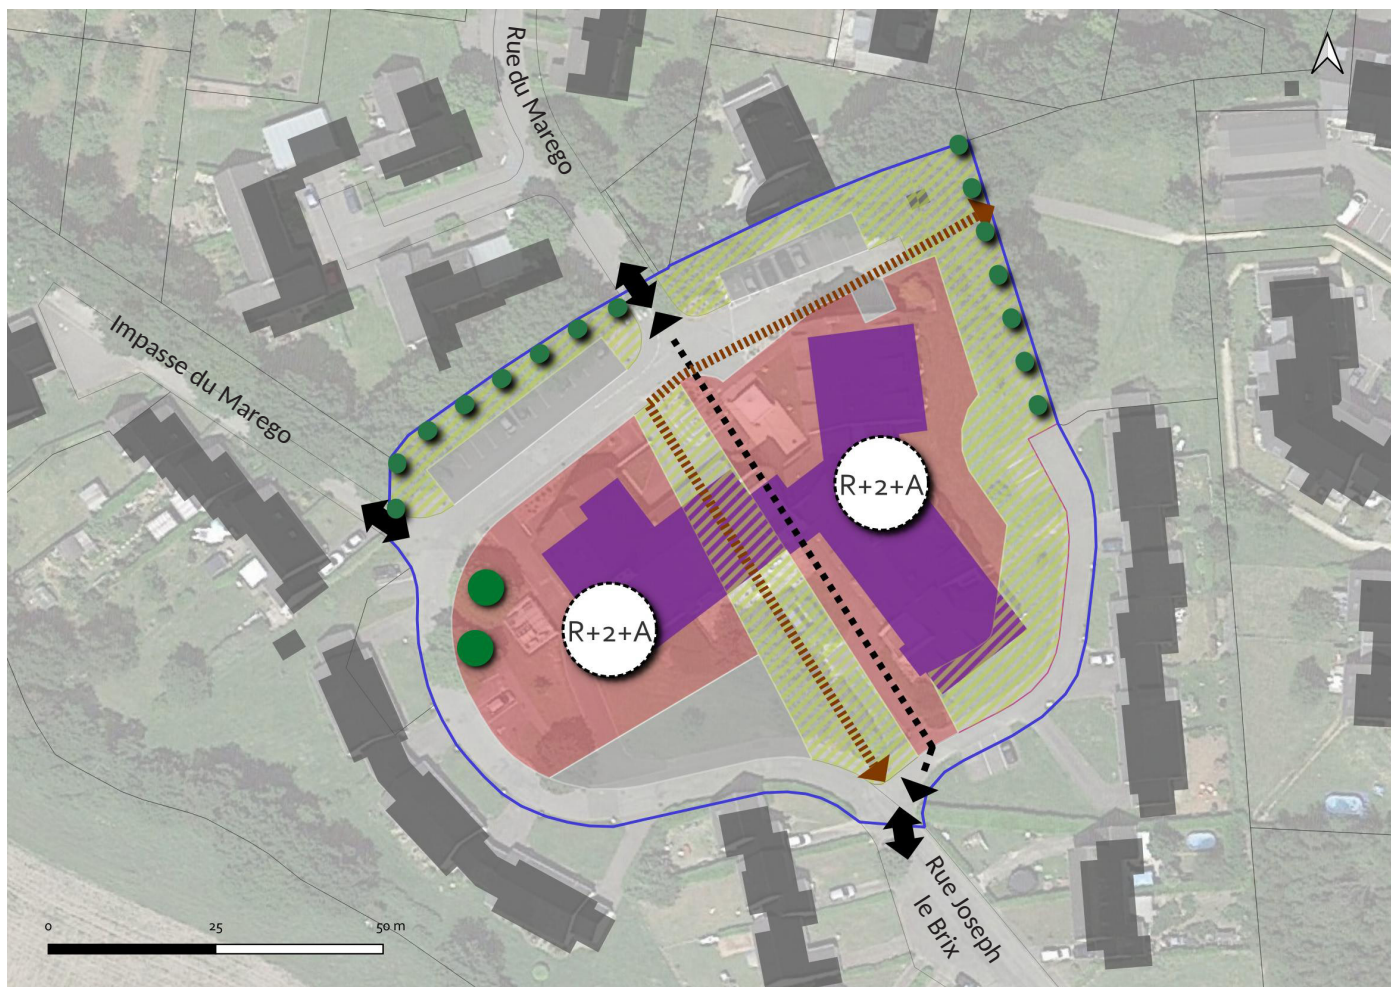 Rue du Marego
Impasse du Marego
R+2+A
R+2+A
Rue Joseph
le Brix
0 25 50 m